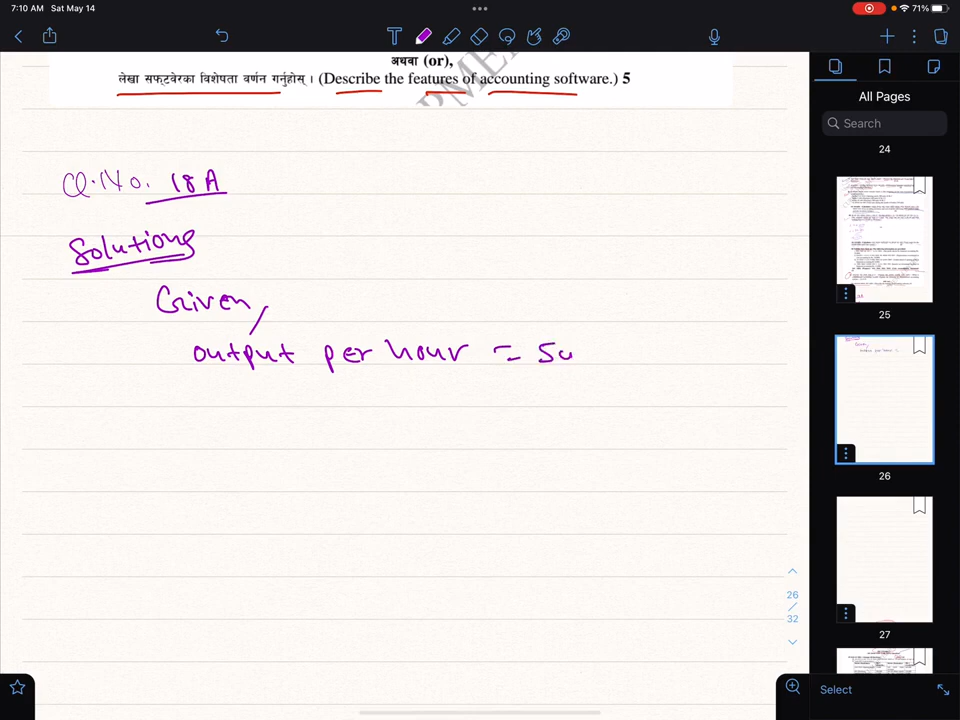 7:10 AM Sat May 14
71%
अथवा (or),
लेखा सफ्टवेरका विशेषता वर्णन गर्नुहोस् । (Describe the features of accounting software.) 5
Q.No. 18A
Solutions
Given,
output per hour =
All Pages
Search
24
25
26
27
26
/
32
Select